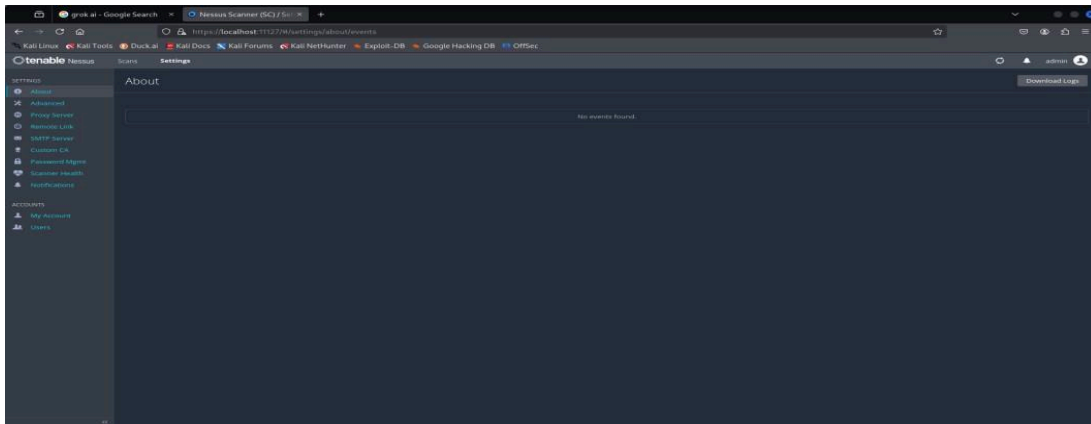 grok ai - Google Search
Nessus Scanner (SC) / Set
https://localhost:11127/#/settings/about/events
Kali Linux Kali Tools Duck.ai Kali Docs Kali Forums Kali NetHunter Exploit-DB Google Hacking DB OffSec
tenable Nessus Scans Settings admin
SETTINGS
About
Advanced
Proxy Server
Remote Link
SMTP Server
Custom CA
Password Mgmt
Scanner Health
Notifications
ACCOUNTS
My Account
Users
About
Download Logs
No events found.